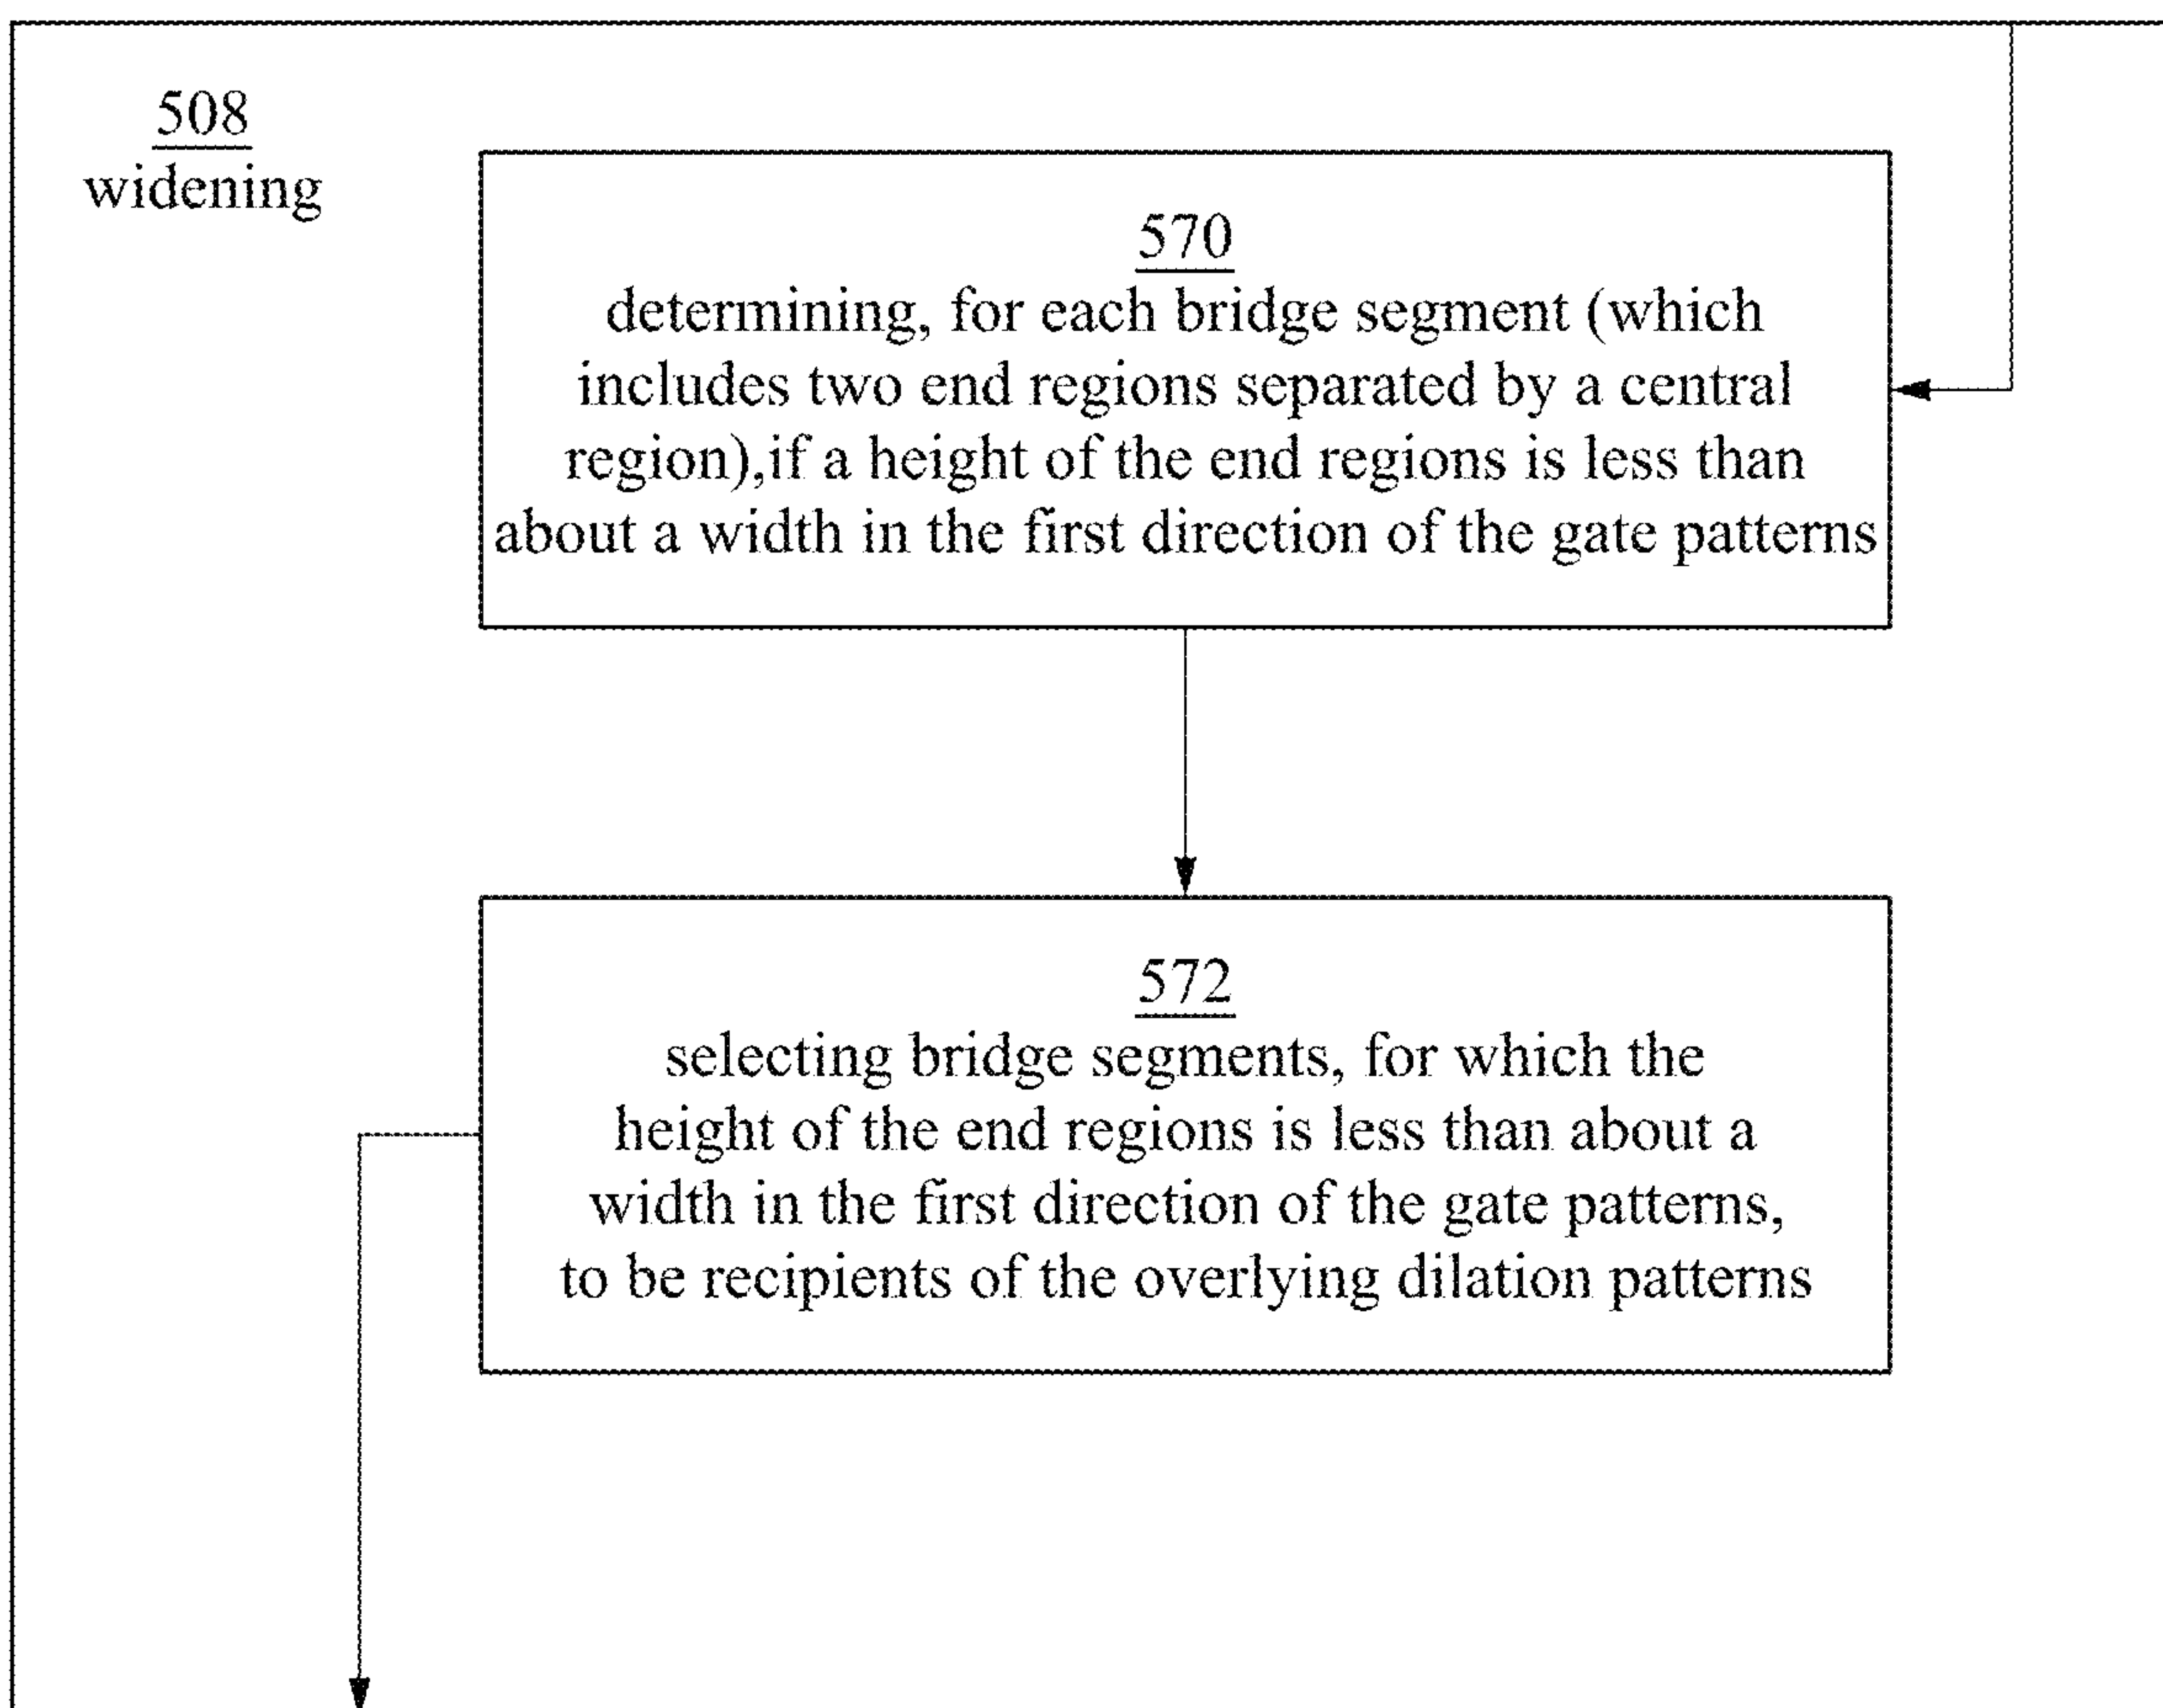 508
widening
570
determining, for each bridge segment (which
includes two end regions separated by a central
region),if a height of the end regions is less than
about a width in the first direction of the gate patterns
572
selecting bridge segments, for which the
height of the end regions is less than about a
width in the first direction of the gate patterns,
to be recipients of the overlying dilation patterns